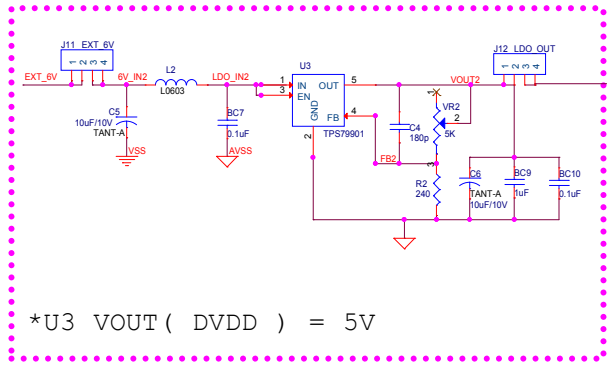 J11 EXT_6V
1 2 3 4
EXT_6V
6V_IN2
L2
L0603
LDO_IN2
U3
1
3
IN
EN
OUT
GND
FB
5
4
2
TPS79901
C5
10uF/10V
TANT-A
VSS
BC7
0.1uF
AVSS
C4
180p
FB2
1
VR2
2
5K
3
R2
240
VOUT2
J12 LDO_OUT
1 2 3 4
C6
TANT-A
10uF/10V
BC9
1uF
BC10
0.1uF
*U3 VOUT( DVDD ) = 5V